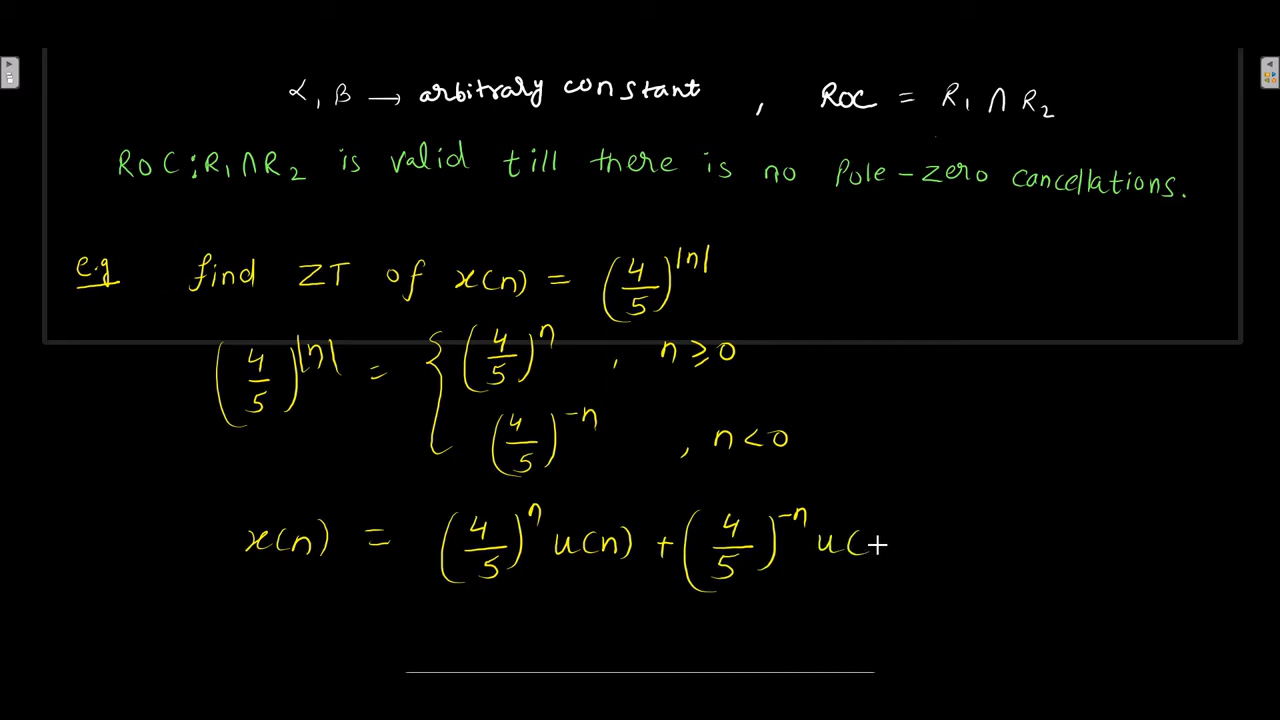 α, β → arbitrary constant , ROC = R₁ ∩ R₂
ROC : R₁∩R₂ is valid till there is no Pole-zero cancellations.
e.g find ZT of x(n) = (4/5)^|n|
(4/5)^|n| = { (4/5)^n , n ≥ 0
(4/5)^-n , n < 0
x(n) = (4/5)^n u(n) + (4/5)^-n u(